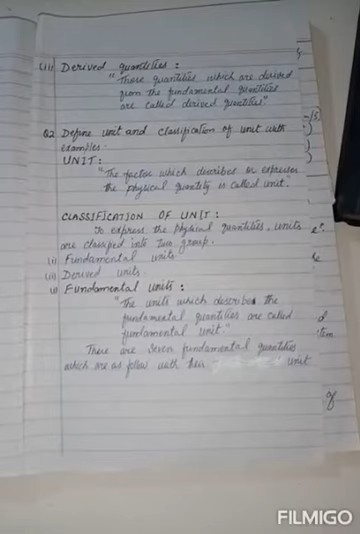 (ii) Derived quantities :
"Those quantities which are derived
from the fundamental quantities
are called derived quantities"
Q2 Define unit and classification of unit with
examples.
UNIT :
"The factor which describes or expresses
the physical quantity is called unit."
CLASSIFICATION OF UNIT :
To express the physical quantities, units
are classified into two group.
(i) Fundamental units
(ii) Derived units
(i) Fundamental units :
"The units which describe the
fundamental quantities are called
fundamental unit."
There are seven fundamental quantities
which are as follow with their unit
FILMIGO